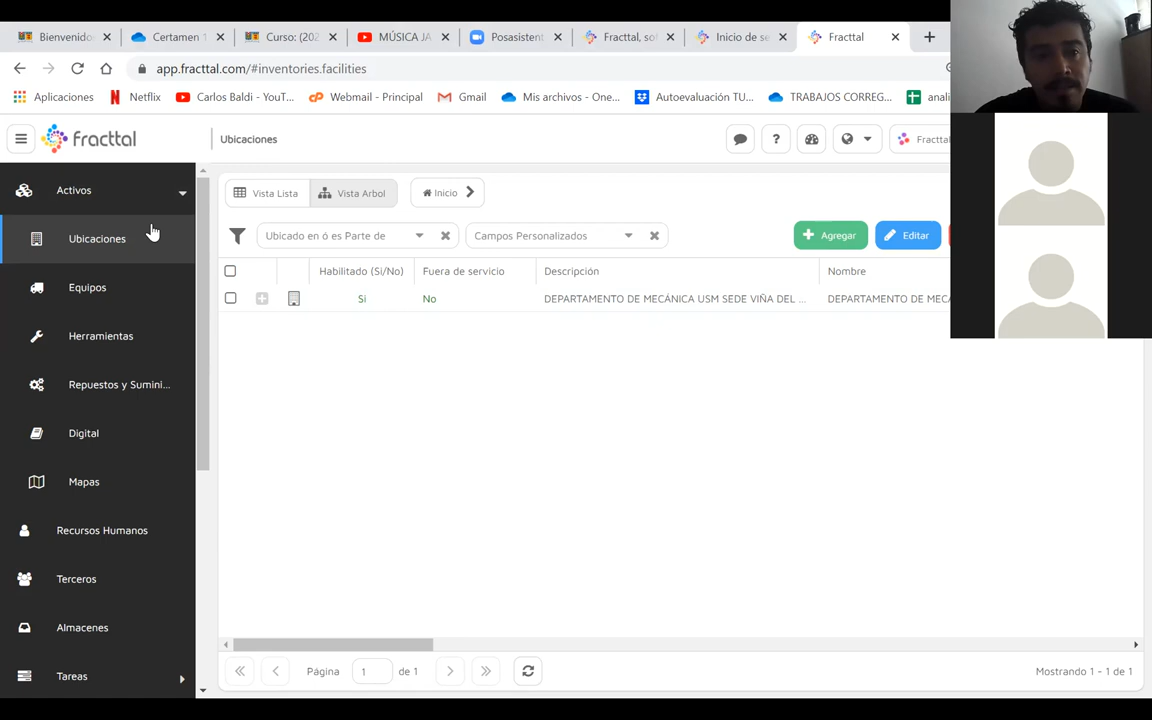 Bienvenido
Certamen 1
Curso: (202
MÚSICA JA
Posasistent
Fracttal, sof
Inicio de se
Fracttal
app.fracttal.com/#inventories.facilities
Aplicaciones
Netflix
Carlos Baldi - YouT...
Webmail - Principal
Gmail
Mis archivos - One...
Autoevaluación TU...
TRABAJOS CORREG...
anali
fracttal
Ubicaciones
?
Fracttal
Activos
Ubicaciones
Equipos
Herramientas
Repuestos y Sumini...
Digital
Mapas
Recursos Humanos
Terceros
Almacenes
Tareas
Vista Lista
Vista Arbol
Inicio
Ubicado en ó es Parte de
Campos Personalizados
Agregar
Editar
Habilitado (Si/No)
Fuera de servicio
Descripción
Nombre
Si
No
DEPARTAMENTO DE MECÁNICA USM SEDE VIÑA DEL ...
DEPARTAMENTO DE MECÁ
Página
1
de 1
Mostrando 1 - 1 de 1